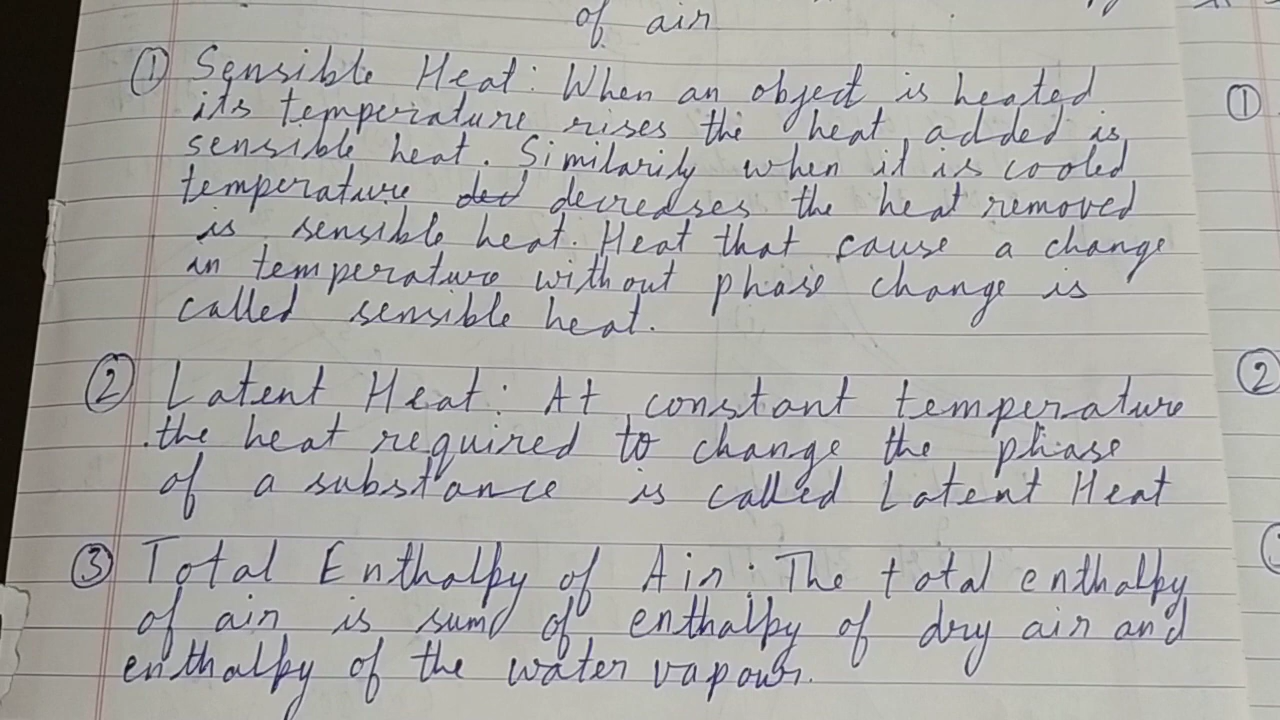 of air
① Sensible Heat: When an object is heated
its temperature rises the heat added is
sensible heat. Similarly when it is cooled
temperature decreases the heat removed
is sensible heat. Heat that cause a change
in temperature without phase change is
called sensible heat.
② Latent Heat: At constant temperature
the heat required to change the phase
of a substance is called Latent Heat
③ Total Enthalpy of Air: The total enthalpy
of air is sum of enthalpy of dry air and
enthalpy of the water vapour.
①
②